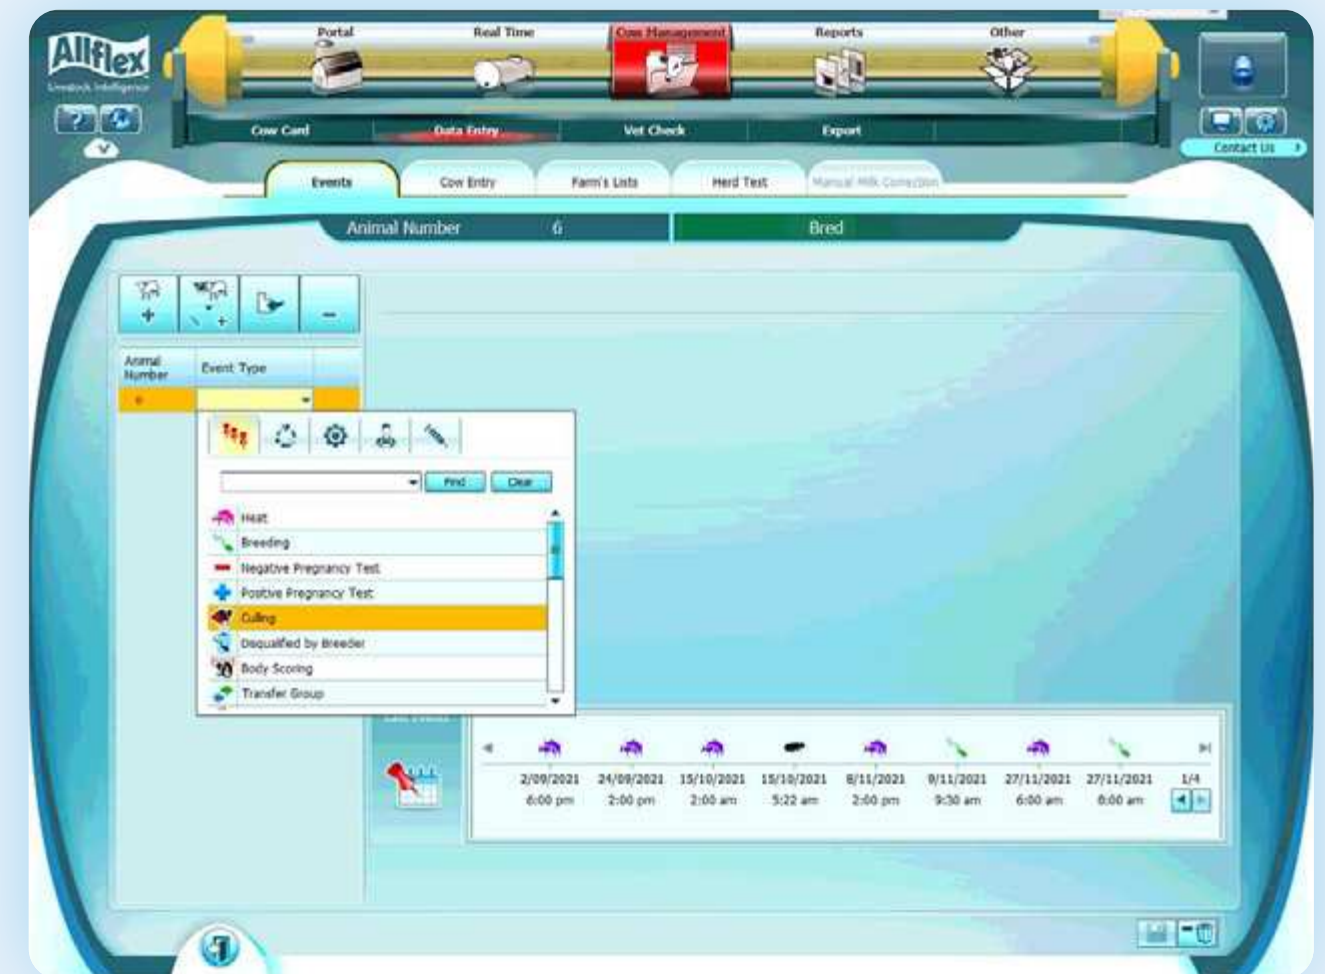 Portal Real Time Cow Management Reports Other
Allflex
Livestock Intelligence
Cow Card Data Entry Vet Check Export
Contact Us
Events Cow Entry Farm's Lists Herd Test Manual Milk Correction
Animal Number 6 Bred
Animal Number Event Type
6
Find Clear
Heat
Breeding
Negative Pregnancy Test
Positive Pregnancy Test
Culling
Disqualified by Breeder
Body Scoring
Transfer Group
Last Events
2/09/2021 24/09/2021 15/10/2021 15/10/2021 8/11/2021 9/11/2021 27/11/2021 27/11/2021 1/4
6:00 pm 2:00 pm 2:00 am 5:22 am 2:00 pm 9:30 am 6:00 am 8:00 am